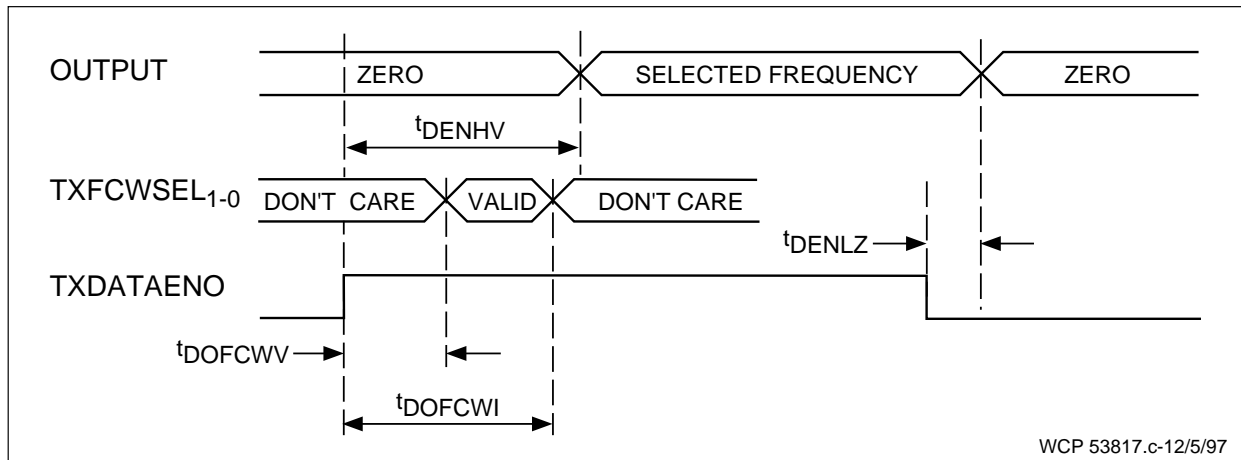 OUTPUT ZERO SELECTED FREQUENCY ZERO
tDENHV
TXFCWSEL1-0 DON'T CARE VALID DON'T CARE
tDENLZ
TXDATAENO
tDOFCWV
tDOFCWI
WCP 53817.c-12/5/97